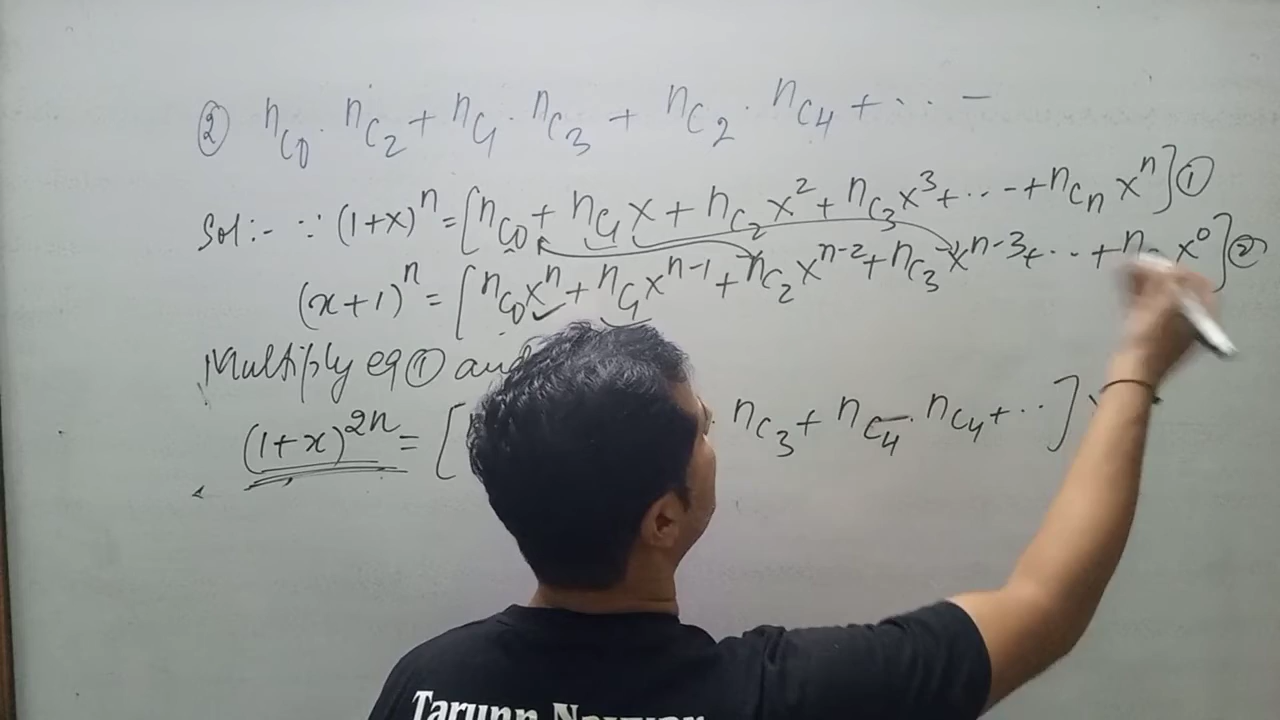 ② nC0 . nC2 + nC1 . nC3 + nC2 . nC4 + ... -
Sol:- ∵ (1+x)^n = [nC0 + nC1 x + nC2 x^2 + nC3 x^3 + ... - + nCn x^n] ①
(x+1)^n = [nC0 x^n + nC1 x^n-1 + nC2 x^n-2 + nC3 x^n-3 + ... + n x^0] ②
Multiply eq ① and
(1+x)^2n = [ . nC3 + nC4 . nC4 + ...]
Tarunn